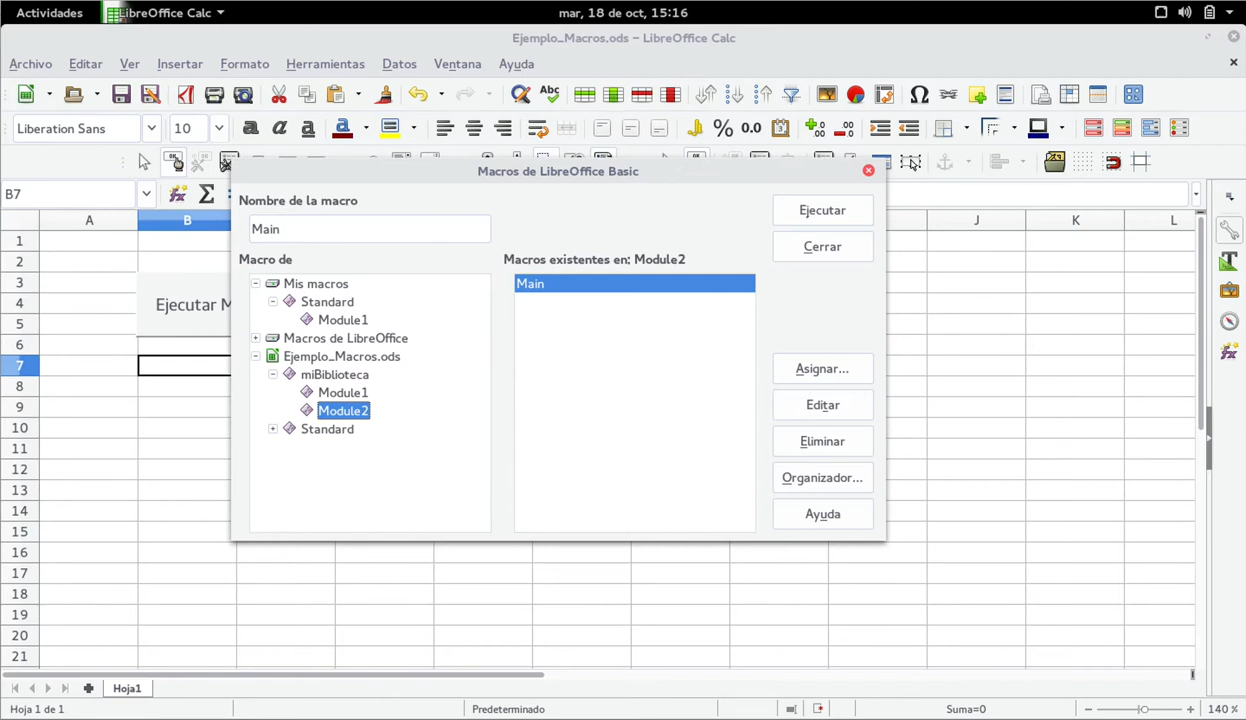 Actividades LibreOffice Calc mar, 18 de oct, 15:16
Ejemplo_Macros.ods – LibreOffice Calc
Archivo Editar Ver Insertar Formato Herramientas Datos Ventana Ayuda
Liberation Sans 10 a a a a % 0.0
B7
Macros de LibreOffice Basic
Nombre de la macro
Main
Macro de
Mis macros
Standard
Module1
Macros de LibreOffice
Ejemplo_Macros.ods
miBiblioteca
Module1
Module2
Standard
Macros existentes en: Module2
Main
Ejecutar
Cerrar
Asignar...
Editar
Eliminar
Organizador...
Ayuda
A B J K L
1
2
3
4 Ejecutar M
5
6
7
8
9
10
11
12
13
14
15
16
17
18
19
20
21
Hoja1
Hoja 1 de 1 Predeterminado Suma=0 140 %